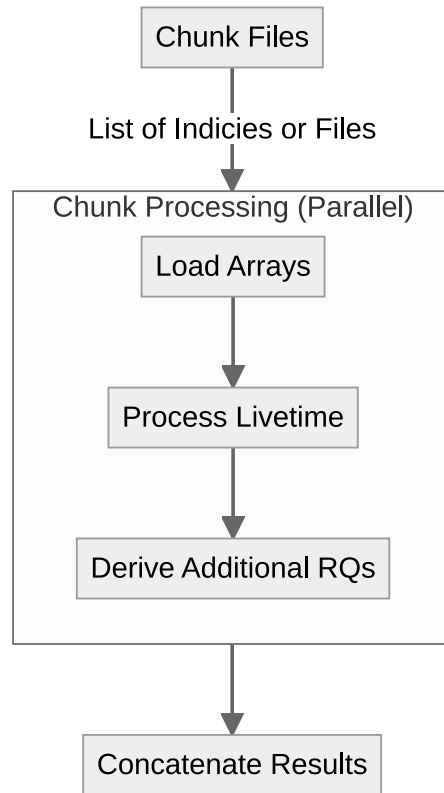 Chunk Files
List of Indicies or Files
Chunk Processing (Parallel)
Load Arrays
Process Livetime
Derive Additional RQs
Concatenate Results